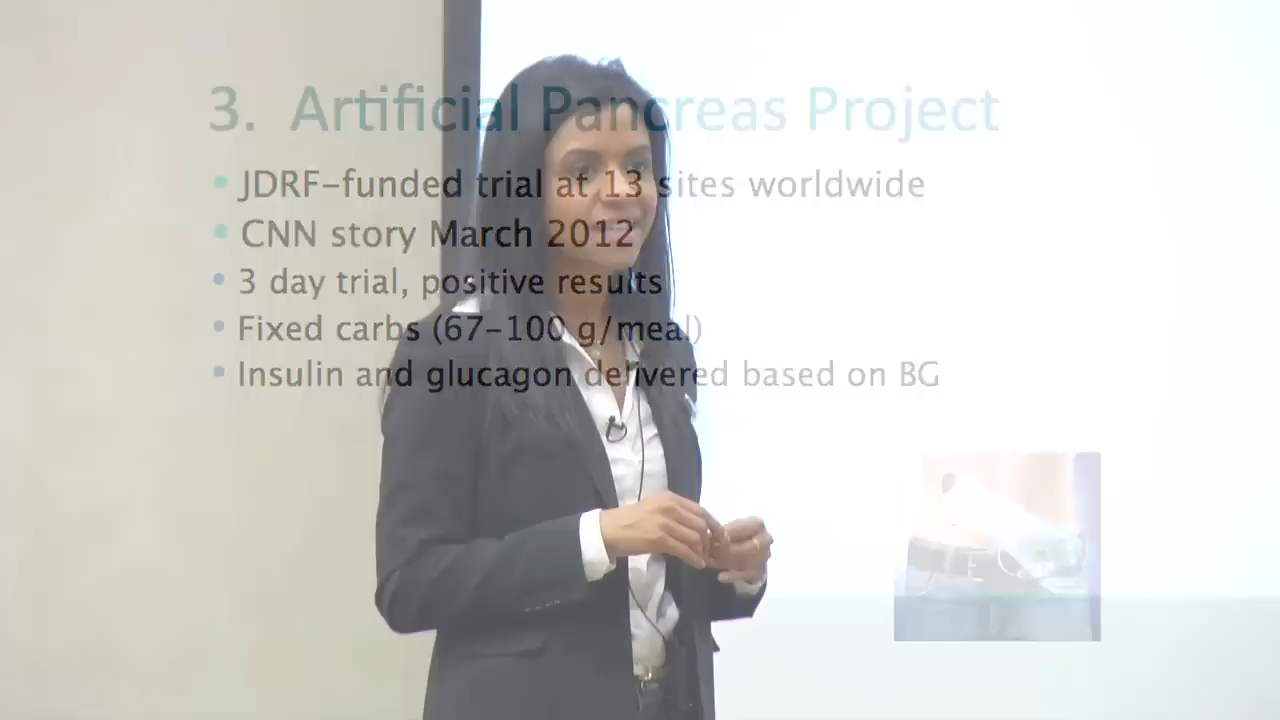 3. Artificial Pancreas Project
• JDRF-funded trial at 13 sites worldwide
• CNN story March 2012
• 3 day trial, positive results
• Fixed carbs (67-100 g/meal)
• Insulin and glucagon delivered based on BG